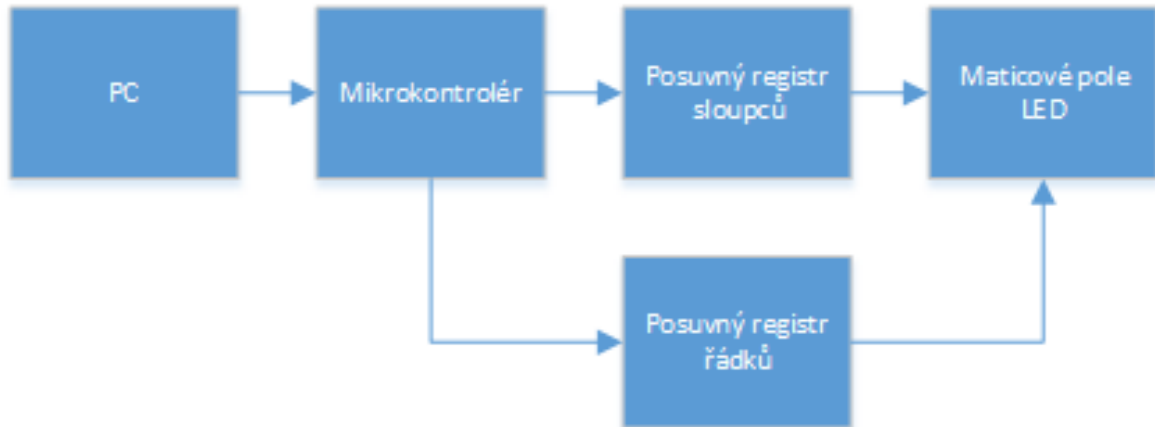 PC
Mikrokontrolér
Posuvný registr
sloupců
Maticové pole
LED
Posuvný registr
řádků